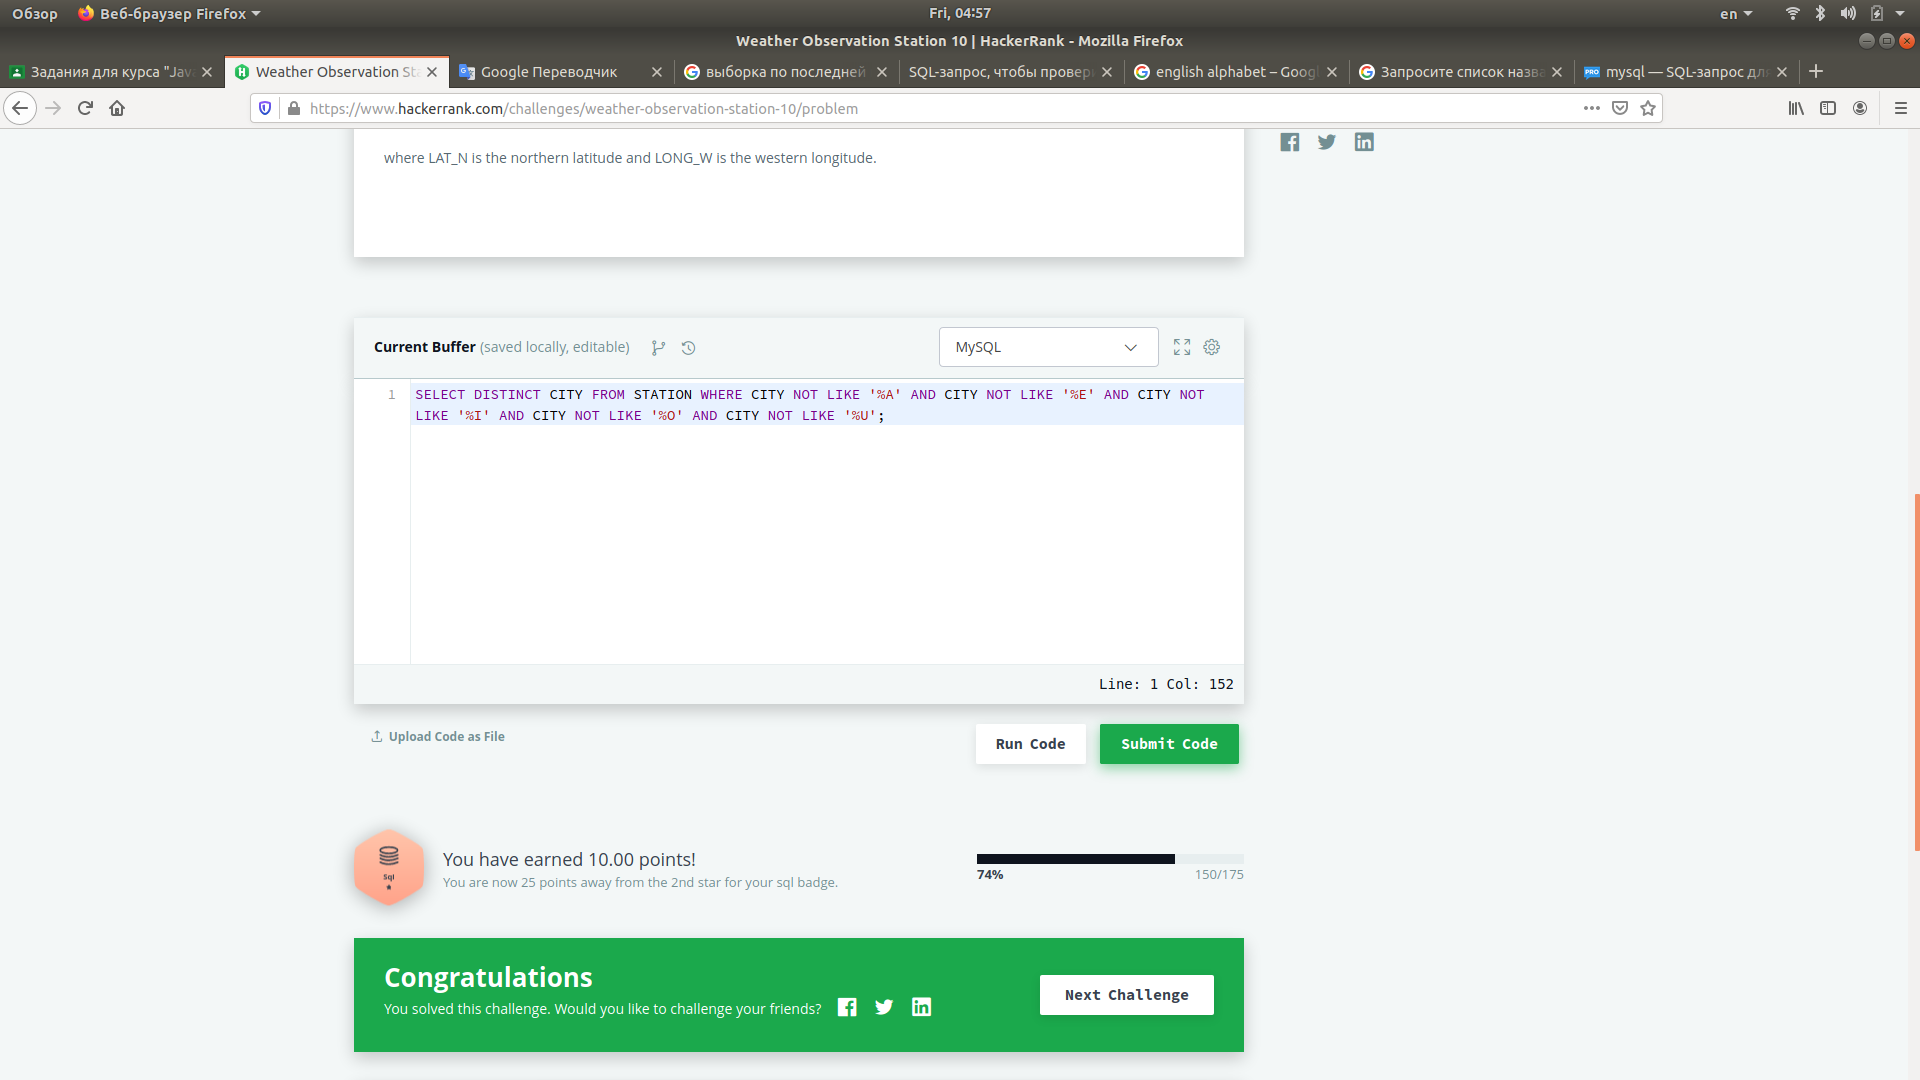 Обзор
Веб-браузер Firefox
Fri, 04:57
en
Weather Observation Station 10 | HackerRank - Mozilla Firefox
Задания для курса "Jav
Weather Observation St
Google Переводчик
выборка по последней
SQL-запрос, чтобы провер
english alphabet – Goog
Запросите список назва
PRO
mysql — SQL-запрос для
https://www.hackerrank.com/challenges/weather-observation-station-10/problem
where LAT_N is the northern latitude and LONG_W is the western longitude.
Current Buffer (saved locally, editable)
MySQL
1
SELECT DISTINCT CITY FROM STATION WHERE CITY NOT LIKE '%A' AND CITY NOT LIKE '%E' AND CITY NOT
LIKE '%I' AND CITY NOT LIKE '%O' AND CITY NOT LIKE '%U';
Line: 1 Col: 152
Upload Code as File
Run Code
Submit Code
Sql
You have earned 10.00 points!
You are now 25 points away from the 2nd star for your sql badge.
74%
150/175
Congratulations
You solved this challenge. Would you like to challenge your friends?
Next Challenge